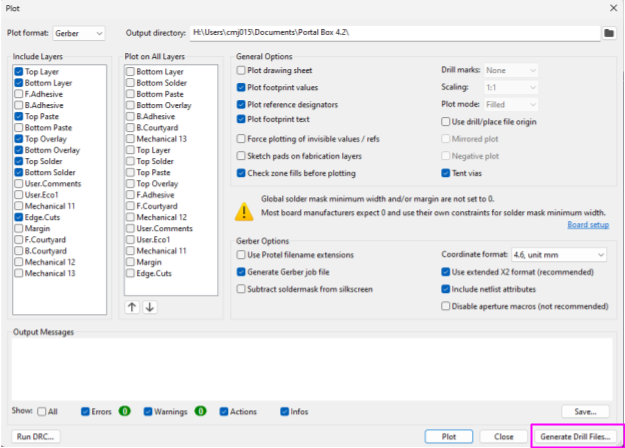 Plot
Plot format: Gerber
Output directory: H:\Users\cmj015\Documents\Portal Box 4.2\
Include Layers
Top Layer
Bottom Layer
F.Adhesive
B.Adhesive
Top Paste
Bottom Paste
Top Overlay
Bottom Overlay
Top Solder
Bottom Solder
User.Comments
User.Eco1
Mechanical 11
Edge.Cuts
Margin
F.Courtyard
B.Courtyard
Mechanical 12
Mechanical 13
Plot on All Layers
Bottom Layer
Bottom Solder
Bottom Paste
Bottom Overlay
B.Adhesive
B.Courtyard
Mechanical 13
Top Layer
Top Solder
Top Paste
Top Overlay
F.Adhesive
F.Courtyard
Mechanical 12
User.Comments
User.Eco1
Mechanical 11
Margin
Edge.Cuts
General Options
Plot drawing sheet
Plot footprint values
Plot reference designators
Plot footprint text
Force plotting of invisible values / refs
Sketch pads on fabrication layers
Check zone fills before plotting
Drill marks: None
Scaling: 1:1
Plot mode: Filled
Use drill/place file origin
Mirrored plot
Negative plot
Tent vias
Global solder mask minimum width and/or margin are not set to 0.
Most board manufacturers expect 0 and use their own constraints for solder mask minimum width.
Board setup
Gerber Options
Use Protel filename extensions
Generate Gerber job file
Subtract soldermask from silkscreen
Coordinate format: 4.6, unit mm
Use extended X2 format (recommended)
Include netlist attributes
Disable aperture macros (not recommended)
Output Messages
Show: All Errors 0 Warnings 0 Actions Infos
Save...
Run DRC... Plot Close Generate Drill Files...